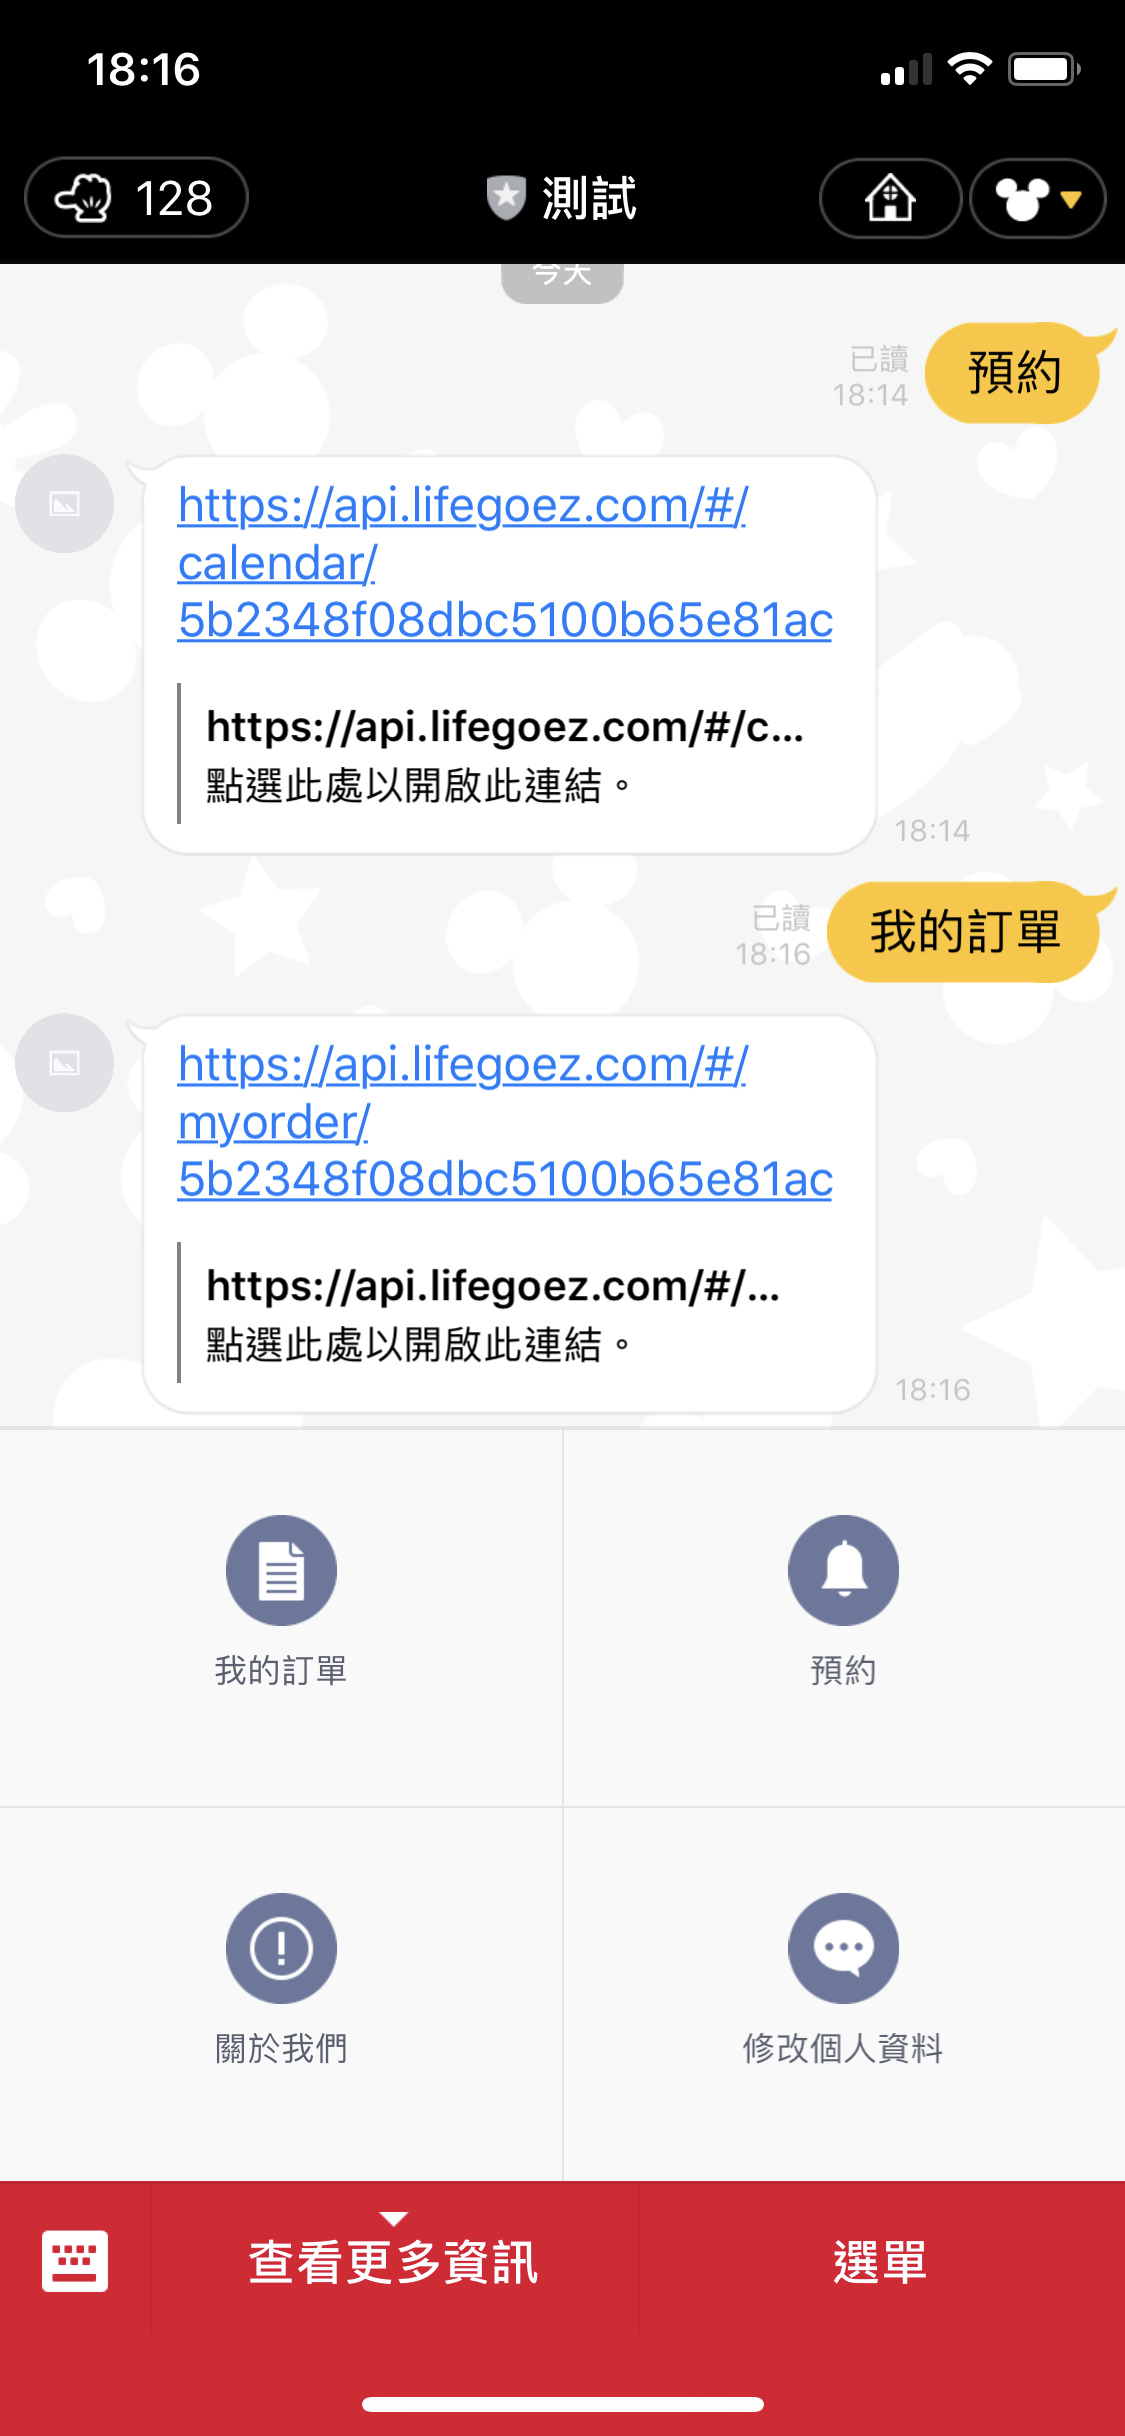 18:16
128
測試
今天
預約
已讀
18:14
https://api.lifegoez.com/#/
calendar/
5b2348f08dbc5100b65e81ac
https://api.lifegoez.com/#/c...
點選此處以開啟此連結。
18:14
我的訂單
已讀
18:16
https://api.lifegoez.com/#/
myorder/
5b2348f08dbc5100b65e81ac
https://api.lifegoez.com/#/...
點選此處以開啟此連結。
18:16
我的訂單
預約
關於我們
修改個人資料
查看更多資訊
選單